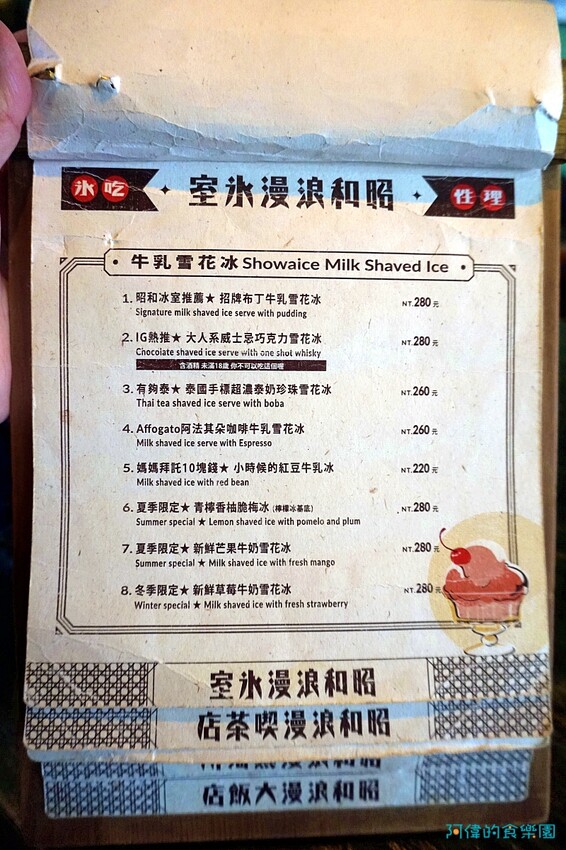 理性 昭和浪漫氷室 吃氷
牛乳雪花冰 Showaice Milk Shaved Ice
1. 昭和冰室推薦★ 招牌布丁牛乳雪花冰 NT.280元
Signature milk shaved ice serve with pudding
2. IG熱推★ 大人系威士忌巧克力雪花冰 NT.280元
Chocolate shaved ice serve with one shot whisky
含酒精 未滿18歲 你不可以吃這個喔
3. 有夠泰★ 泰國手標超濃泰奶珍珠雪花冰 NT.260元
Thai tea shaved ice serve with boba
4. Affogato阿法其朵咖啡牛乳雪花冰 NT.260元
Milk shaved ice serve with Espresso
5. 媽媽拜託10塊錢★ 小時候的紅豆牛乳冰 NT.220元
Milk shaved ice with red bean
6. 夏季限定★ 青檸香柚脆梅冰 (檸檬冰基底) NT.280元
Summer special ★ Lemon shaved ice with pomelo and plum
7. 夏季限定★ 新鮮芒果牛奶雪花冰 NT.280元
Summer special ★ Milk shaved ice with fresh mango
8. 冬季限定★ 新鮮草莓牛奶雪花冰 NT.280元
Winter special ★ Milk shaved ice with fresh strawberry
昭和浪漫氷室
昭和浪漫喫茶店
昭和浪漫大飯店
阿偉的食樂園